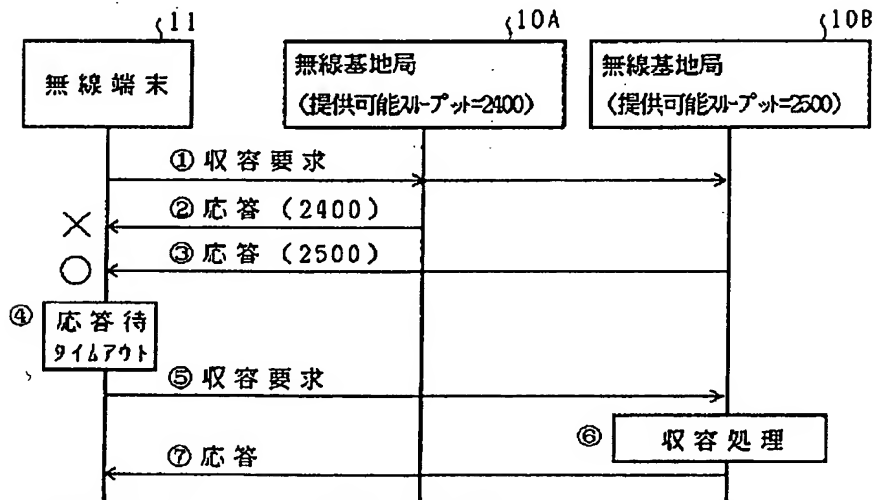 11
10A
10B
無線端末
無線基地局
(提供可能スループット=2400)
無線基地局
(提供可能スループット=2500)
①収容要求
②応答(2400)
③応答(2500)
④
応答待
タイムアウト
⑤収容要求
⑥
収容処理
⑦応答